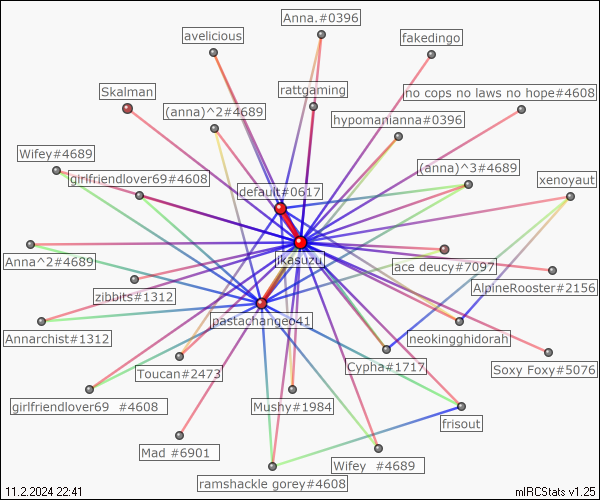 Anna.#0396
avelicious
fakedingo
Skalman
rattgaming
no cops no laws no hope#4608
(anna)^2#4689
hypomanianna#0396
Wifey#4689
(anna)^3#4689
girlfriendlover69#4608
xenoyaut
default#0617
jkasuzu
Anna^2#4689
ace deucy#7097
zibbits#1312
AlpineRooster#2156
pastachangeo41
Annarchist#1312
neokingghidorah
Cypha#1717
Toucan#2473
Soxy Foxy#5076
girlfriendlover69 #4608
Mushy#1984
frisout
Mad #6901
Wifey #4689
ramshackle gorey#4608
11.2.2024 22:41
mIRCStats v1.25